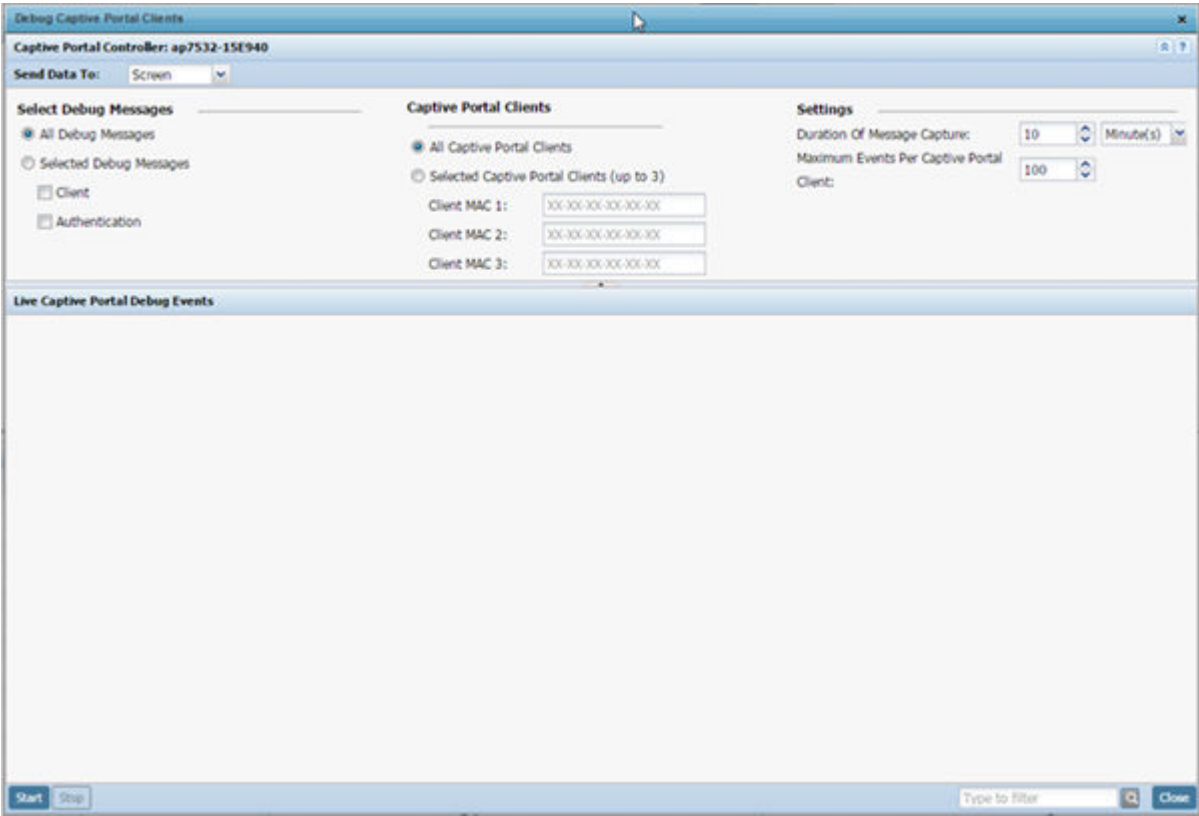 Debug Captive Portal Clients
Captive Portal Controller: ap7532-15E940
Send Data To: Screen
Select Debug Messages
All Debug Messages
Selected Debug Messages
Client
Authentication
Captive Portal Clients
All Captive Portal Clients
Selected Captive Portal Clients (up to 3)
Client MAC 1: XX-XX-XX-XX-XX-XX
Client MAC 2: XX-XX-XX-XX-XX-XX
Client MAC 3: XX-XX-XX-XX-XX-XX
Settings
Duration Of Message Capture: 10 Minute(s)
Maximum Events Per Captive Portal
Client: 100
Live Captive Portal Debug Events
Start Stop Type to filter Close